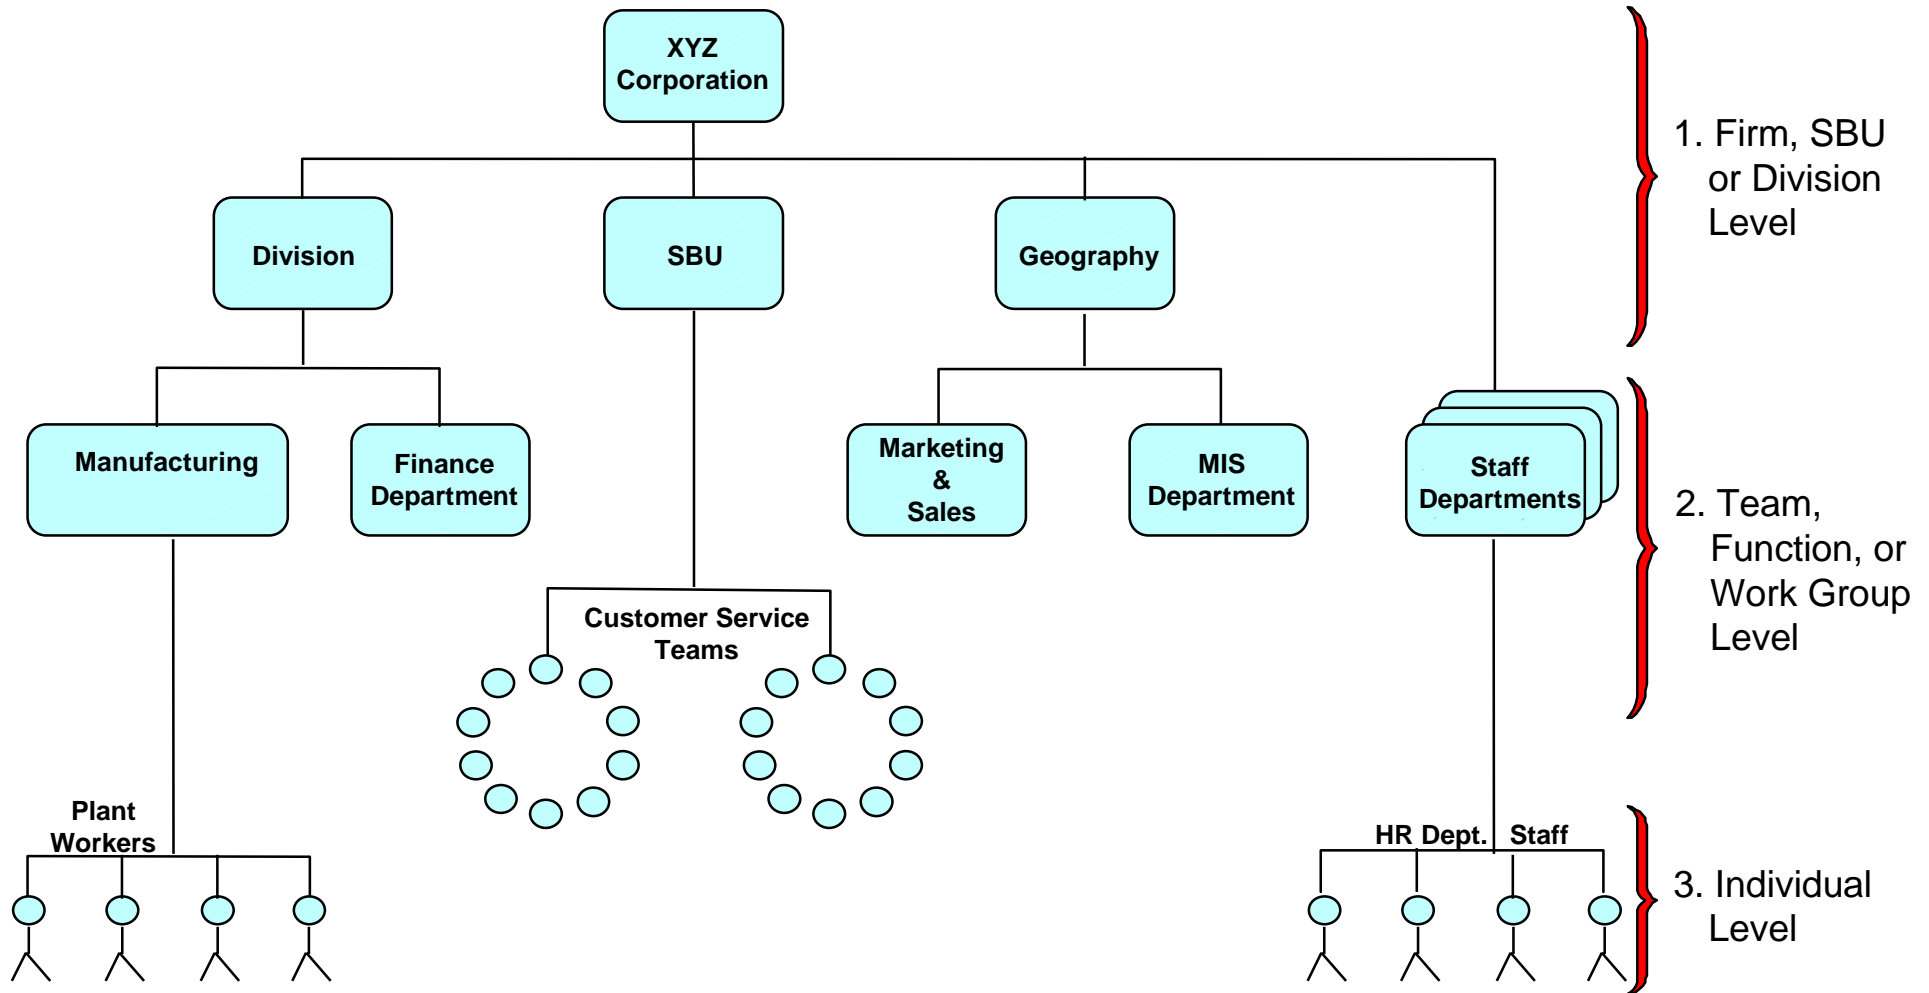 XYZ
Corporation
1. Firm, SBU
or Division
Level
Division
SBU
Geography
Manufacturing
Finance
Department
Marketing
&
Sales
MIS
Department
Staff
Departments
2. Team,
Function, or
Work Group
Level
Customer Service
Teams
Plant
Workers
HR Dept. Staff
3. Individual
Level